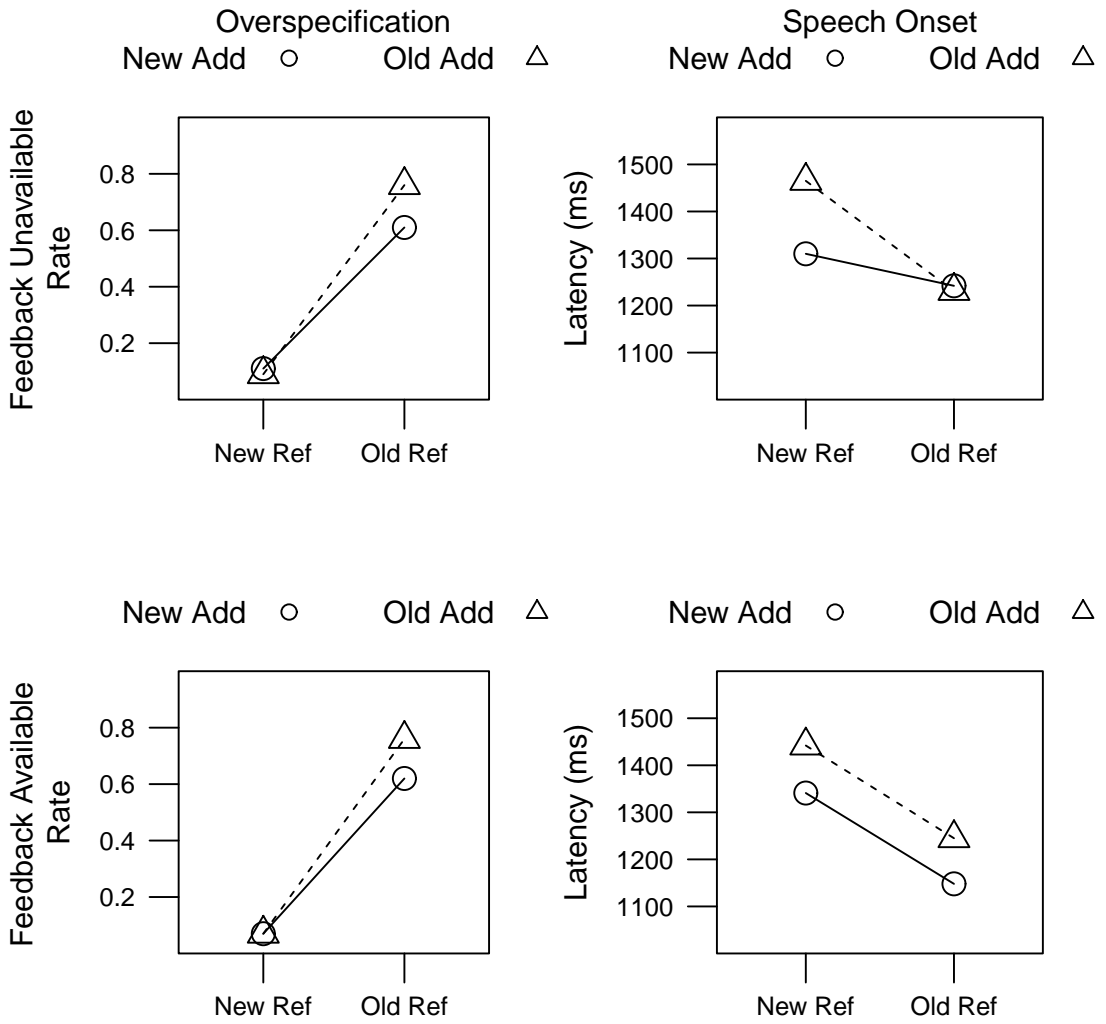 Overspecification
New Add Old Add
Feedback Unavailable
Rate
0.8
0.6
0.4
0.2
New Ref Old Ref
Speech Onset
New Add Old Add
Latency (ms)
1500
1400
1300
1200
1100
New Ref Old Ref
New Add Old Add
Feedback Available
Rate
0.8
0.6
0.4
0.2
New Ref Old Ref
New Add Old Add
Latency (ms)
1500
1400
1300
1200
1100
New Ref Old Ref